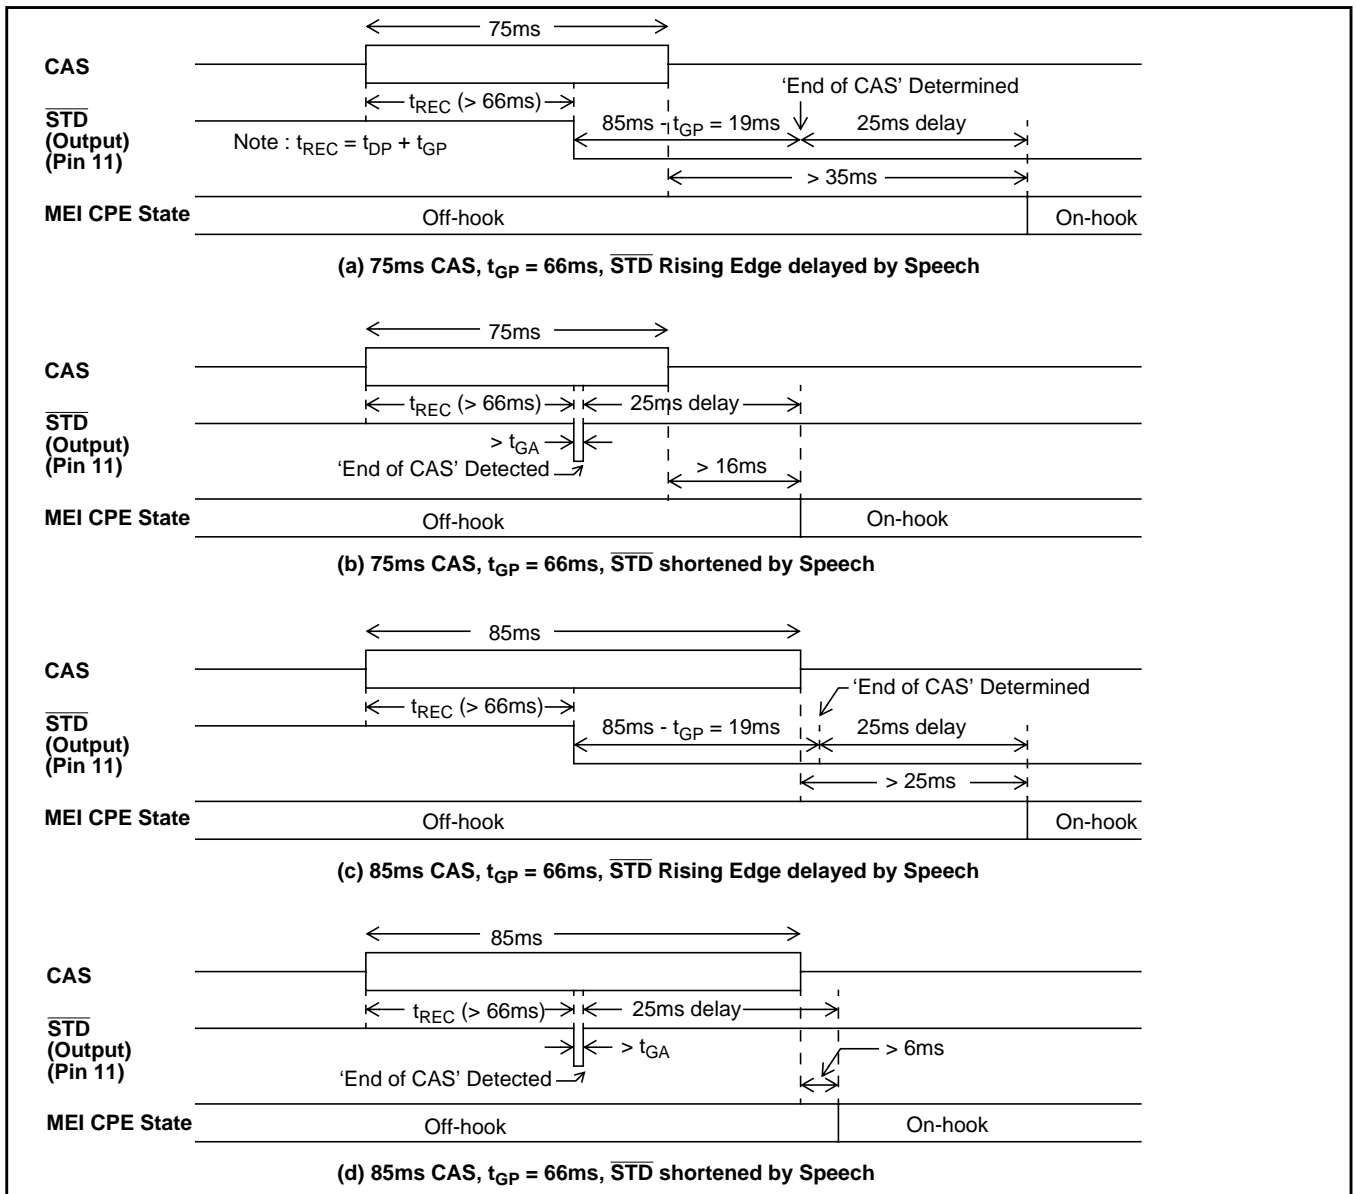 75ms
CAS
‘End of CAS’ Determined
tREC (> 66ms)
STD
(Output)
(Pin 11)
Note : tREC = tDP + tGP
85ms - tGP = 19ms
25ms delay
> 35ms
MEI CPE State
Off-hook
On-hook
(a) 75ms CAS, tGP = 66ms, STD Rising Edge delayed by Speech
75ms
CAS
tREC (> 66ms)
25ms delay
STD
(Output)
(Pin 11)
> tGA
‘End of CAS’ Detected
> 16ms
MEI CPE State
Off-hook
On-hook
(b) 75ms CAS, tGP = 66ms, STD shortened by Speech
85ms
CAS
‘End of CAS’ Determined
tREC (> 66ms)
STD
(Output)
(Pin 11)
85ms - tGP = 19ms
25ms delay
> 25ms
MEI CPE State
Off-hook
On-hook
(c) 85ms CAS, tGP = 66ms, STD Rising Edge delayed by Speech
85ms
CAS
tREC (> 66ms)
25ms delay
STD
(Output)
(Pin 11)
> tGA
> 6ms
‘End of CAS’ Detected
MEI CPE State
Off-hook
On-hook
(d) 85ms CAS, tGP = 66ms, STD shortened by Speech